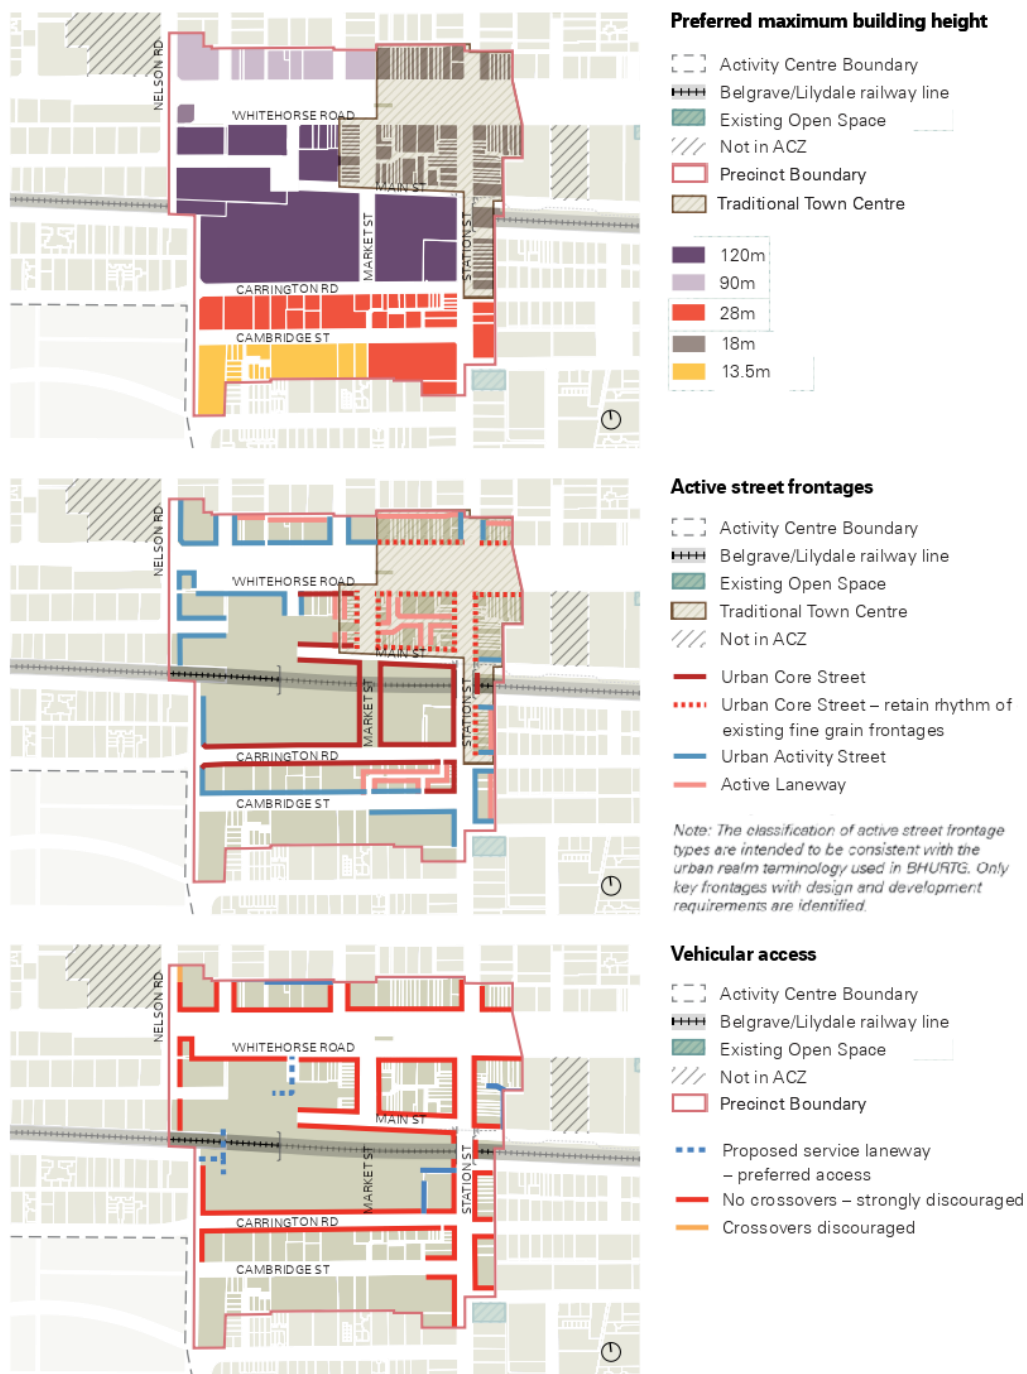 Preferred maximum building height
Activity Centre Boundary
Belgrave/Lilydale railway line
Existing Open Space
Not in ACZ
Precinct Boundary
Traditional Town Centre
120m
90m
28m
18m
13.5m
NELSON RD
WHITEHORSE ROAD
MAIN ST
MARKET ST
STATION ST
CARRINGTON RD
CAMBRIDGE ST
Active street frontages
Activity Centre Boundary
Belgrave/Lilydale railway line
Existing Open Space
Traditional Town Centre
Not in ACZ
Urban Core Street
Urban Core Street – retain rhythm of
existing fine grain frontages
Urban Activity Street
Active Laneway
Note: The classification of active street frontage
types are intended to be consistent with the
urban realm terminology used in BHURTG. Only
key frontages with design and development
requirements are identified.
NELSON RD
WHITEHORSE ROAD
MAIN ST
MARKET ST
STATION ST
CARRINGTON RD
CAMBRIDGE ST
Vehicular access
Activity Centre Boundary
Belgrave/Lilydale railway line
Existing Open Space
Not in ACZ
Precinct Boundary
Proposed service laneway
– preferred access
No crossovers – strongly discouraged
Crossovers discouraged
NELSON RD
WHITEHORSE ROAD
MAIN ST
MARKET ST
STATION ST
CARRINGTON RD
CAMBRIDGE ST